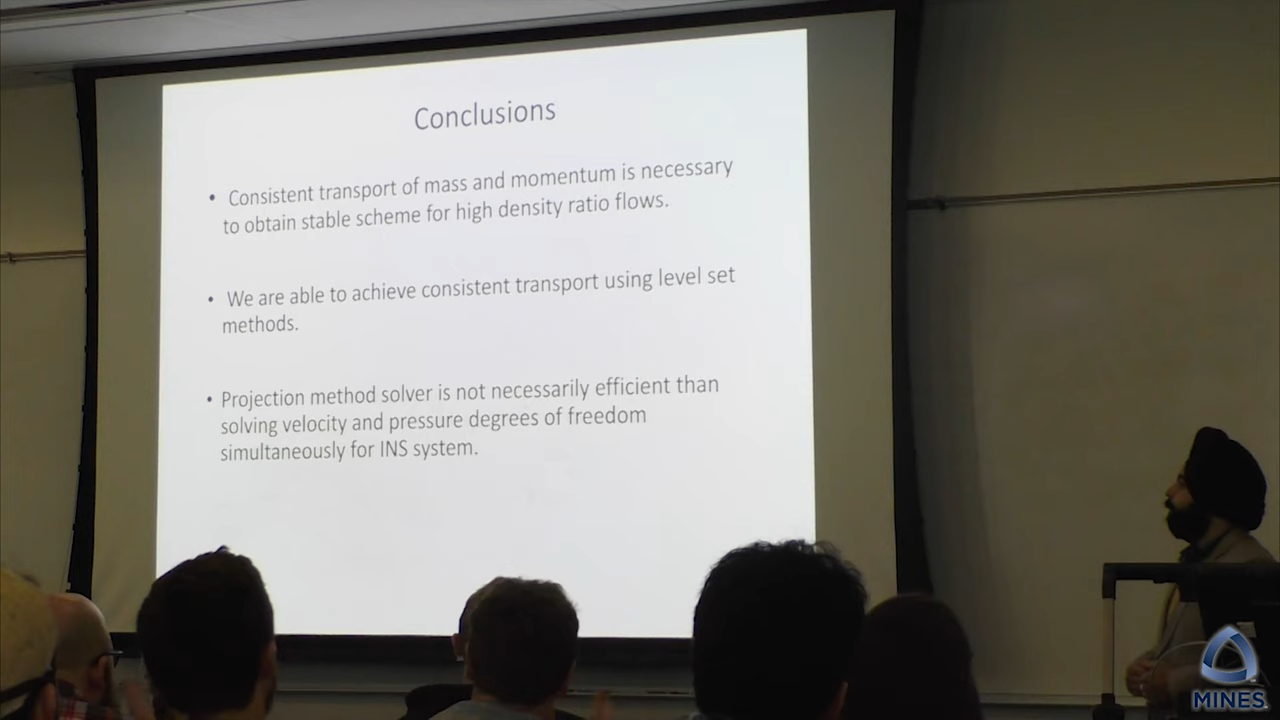 Conclusions
• Consistent transport of mass and momentum is necessary
to obtain stable scheme for high density ratio flows.
• We are able to achieve consistent transport using level set
methods.
• Projection method solver is not necessarily efficient than
solving velocity and pressure degrees of freedom
simultaneously for INS system.
MINES